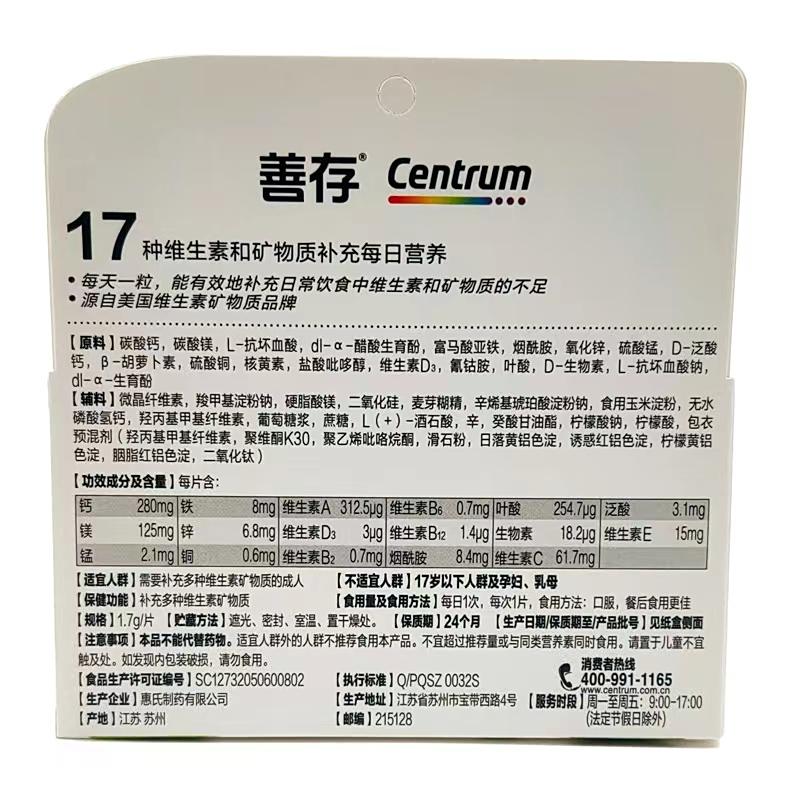 善存® Centrum
17种维生素和矿物质补充每日营养
• 每天一粒，能有效地补充日常饮食中维生素和矿物质的不足
• 源自美国维生素矿物质品牌
【原料】碳酸钙，碳酸镁，L-抗坏血酸，dl-α-醋酸生育酚，富马酸亚铁，烟酰胺，氧化锌，硫酸锰，D-泛酸
钙，β-胡萝卜素，硫酸铜，核黄素，盐酸吡哆醇，维生素D₃，氰钴胺，叶酸，D-生物素，L-抗坏血酸钠，
dl-α-生育酚
【辅料】微晶纤维素，羧甲基淀粉钠，硬脂酸镁，二氧化硅，麦芽糊精，辛烯基琥珀酸淀粉钠，食用玉米淀粉，无水
磷酸氢钙，羟丙基甲基纤维素，葡萄糖浆，蔗糖，L(+)-酒石酸，辛，癸酸甘油酯，柠檬酸钠，柠檬酸，包衣
预混剂（羟丙基甲基纤维素，聚维酮K30，聚乙烯吡咯烷酮，滑石粉，日落黄铝色淀，诱惑红铝色淀，柠檬黄铝
色淀，胭脂红铝色淀，二氧化钛）
【功效成分及含量】每片含：
钙 280mg 铁 8mg 维生素A 312.5μg 维生素B₆ 0.7mg 叶酸 254.7μg 泛酸 3.1mg
镁 125mg 锌 6.8mg 维生素D₃ 3μg 维生素B₁₂ 1.4μg 生物素 18.2μg 维生素E 15mg
锰 2.1mg 铜 0.6mg 维生素B₂ 0.7mg 烟酰胺 8.4mg 维生素C 61.7mg
【适宜人群】需要补充多种维生素矿物质的成人 【不适宜人群】17岁以下人群及孕妇、乳母
【保健功能】补充多种维生素矿物质 【食用量及食用方法】每日1次，每次1片，食用方法：口服，餐后食用更佳
【规格】1.7g/片 【贮藏方法】遮光、密封、室温、置干燥处。 【保质期】24个月 【生产日期/保质期至/产品批号】见纸盒侧面
【注意事项】本品不能代替药物。适宜人群外的人群不推荐食用本产品。不宜超过推荐量或与同类营养素同时食用。请置于儿童不宜
触及处。如发现内包装破损，请勿食用。
【食品生产许可证编号】SC12732050600802 【执行标准】Q/PQSZ 0032S
【生产企业】惠氏制药有限公司 【生产地址】江苏省苏州市宝带西路4号
【产地】江苏 苏州 【邮编】215128
消费者热线
400-991-1165
www.centrum.com.cn
【服务时段】周一至周五：9:00-17:00
(法定节假日除外)